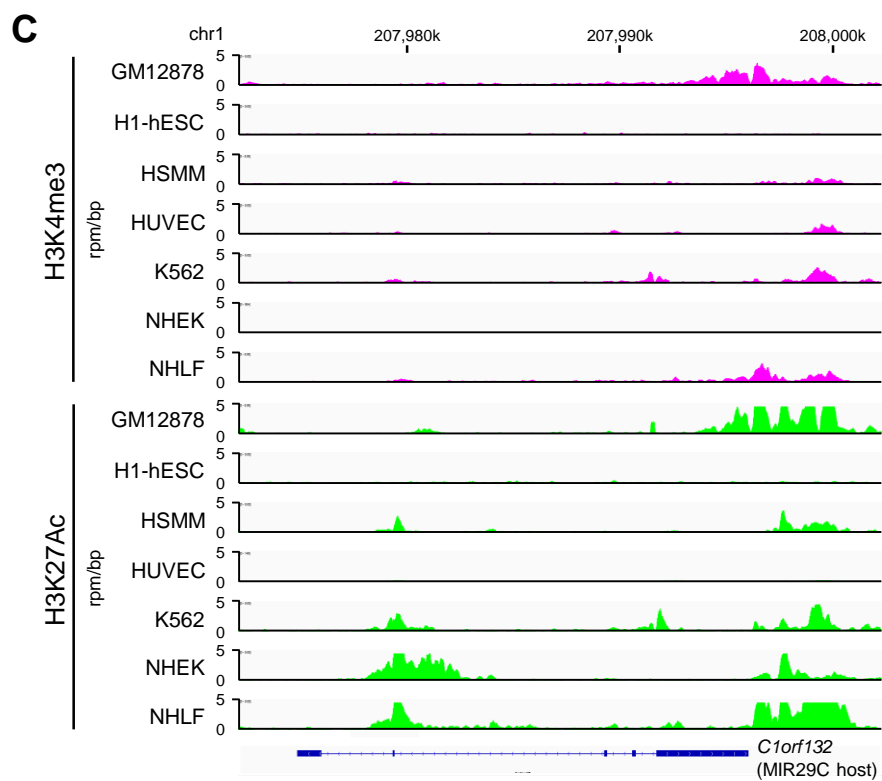 C
chr1 207,980k 207,990k 208,000k
H3K4me3
rpm/bp
GM12878 5 0
H1-hESC 5 0
HSMM 5 0
HUVEC 5 0
K562 5 0
NHEK 5 0
NHLF 5 0
H3K27Ac
rpm/bp
GM12878 5 0
H1-hESC 5 0
HSMM 5 0
HUVEC 5 0
K562 5 0
NHEK 5 0
NHLF 5 0
C1orf132
(MIR29C host)